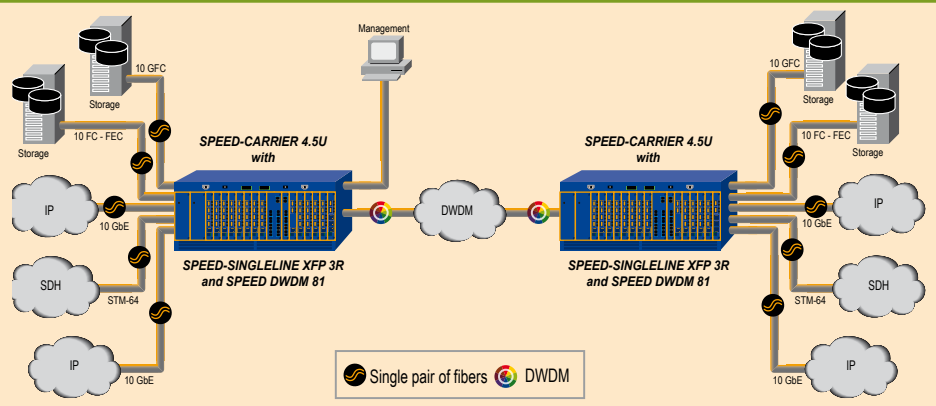 Management
10 GFC
10 GFC
Storage
Storage
10 FC - FEC
10 FC - FEC
Storage
Storage
SPEED-CARRIER 4.5U
with
SPEED-CARRIER 4.5U
with
IP
10 GbE
DWDM
IP
10 GbE
SPEED-SINGLELINE XFP 3R
and SPEED DWDM 81
SPEED-SINGLELINE XFP 3R
and SPEED DWDM 81
SDH
STM-64
STM-64
SDH
IP
10 GbE
10 GbE
IP
Single pair of fibers
DWDM